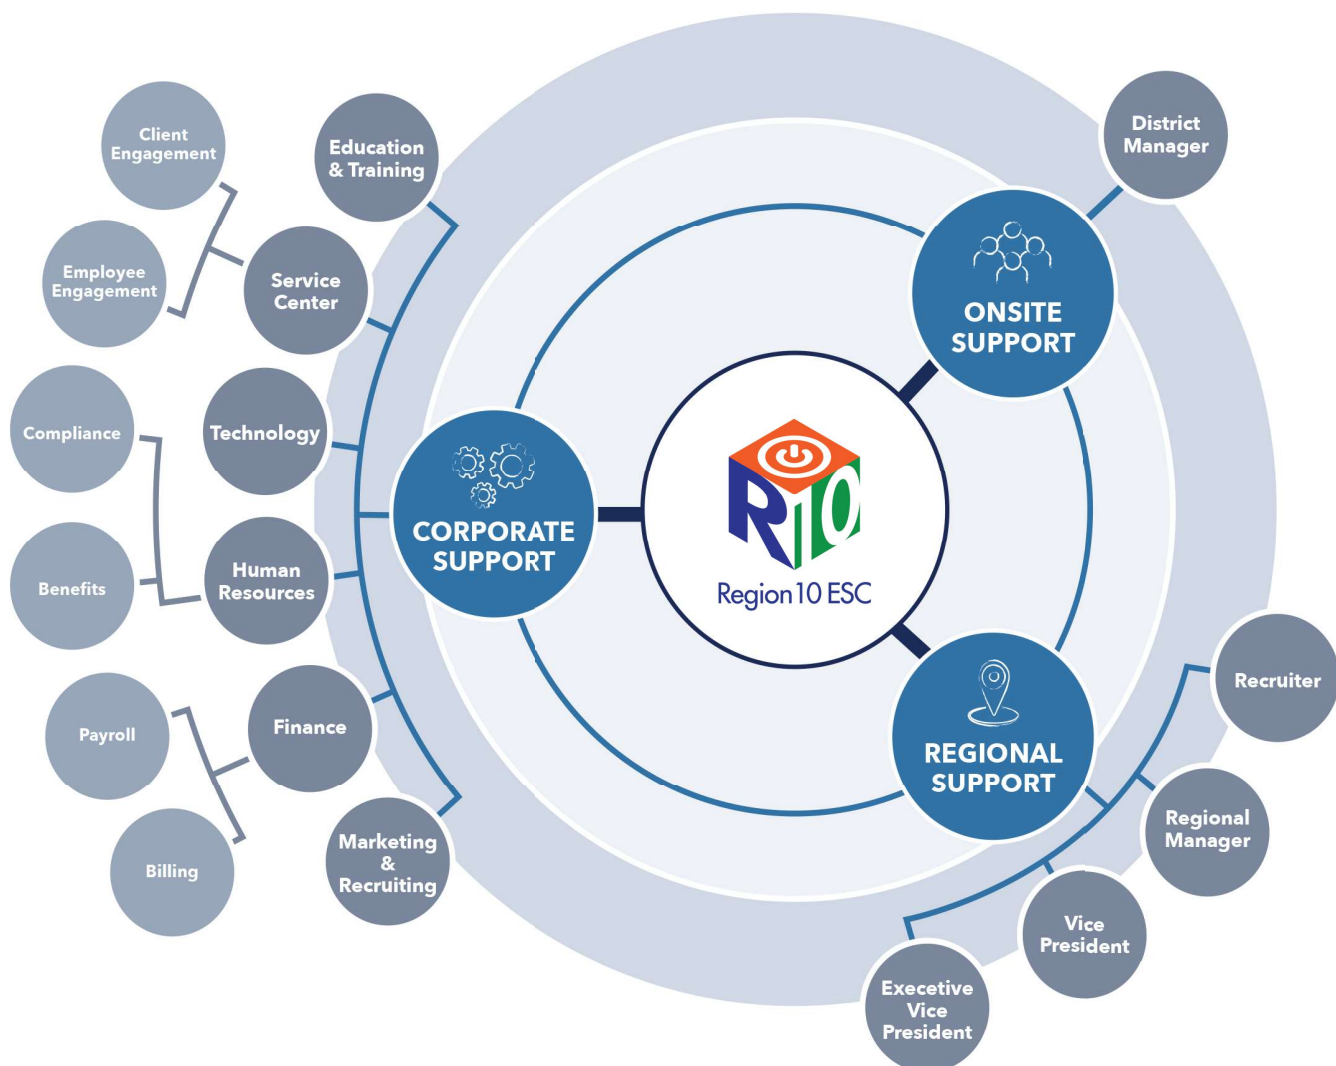 Client
Engagement
Education
& Training
District
Manager
Employee
Engagement
Service
Center
ONSITE
SUPPORT
Compliance
Technology
CORPORATE
SUPPORT
R10
Region 10 ESC
Benefits
Human
Resources
Payroll
Finance
REGIONAL
SUPPORT
Recruiter
Billing
Marketing
&
Recruiting
Regional
Manager
Vice
President
Execetive
Vice
President